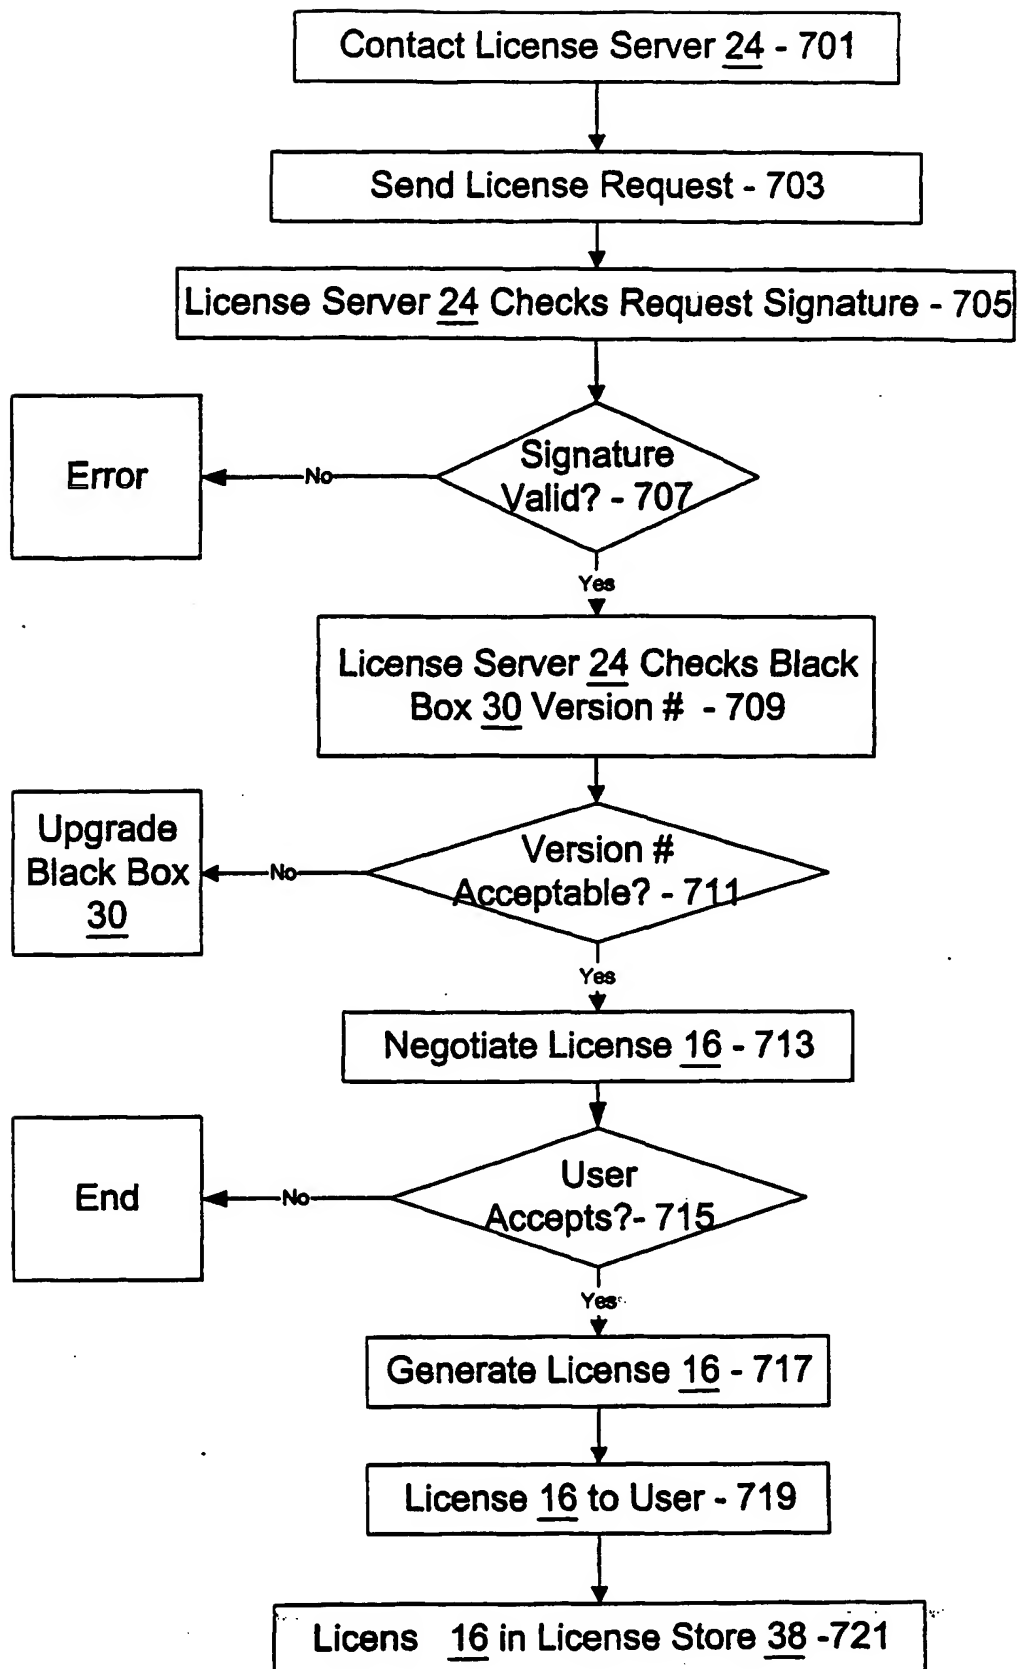 Contact License Server 24 - 701
Send License Request - 703
License Server 24 Checks Request Signature - 705
Signature
Valid? - 707
No
Error
Yes
License Server 24 Checks Black
Box 30 Version # - 709
Version #
Acceptable? - 711
No
Upgrade
Black Box
30
Yes
Negotiate License 16 - 713
User
Accepts?- 715
No
End
Yes
Generate License 16 - 717
License 16 to User - 719
Licens 16 in License Store 38 -721